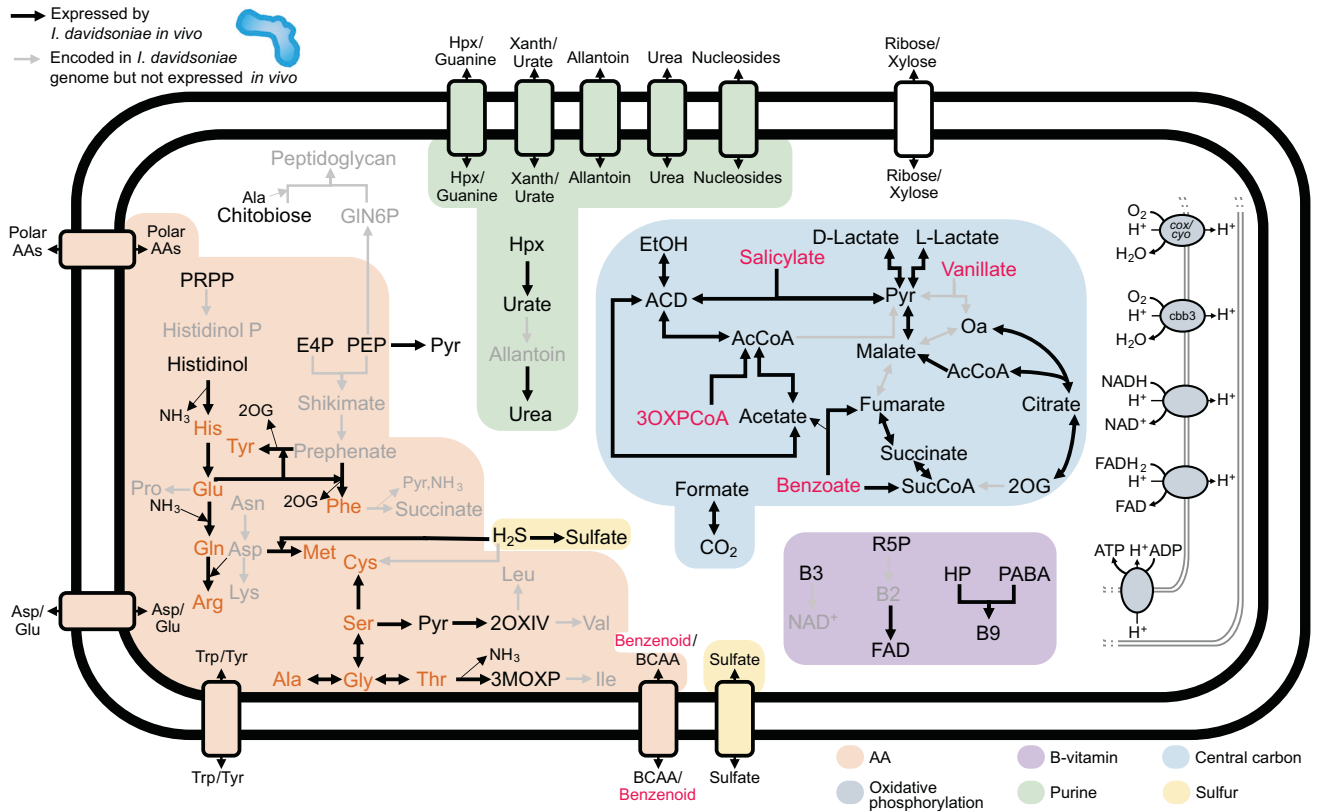 Expressed by
I. davidsoniae in vivo
Encoded in I. davidsoniae
genome but not expressed in vivo
Hpx/
Guanine
Xanth/
Urate
Allantoin
Urea
Nucleosides
Ribose/
Xylose
Hpx/
Guanine
Xanth/
Urate
Allantoin
Urea
Nucleosides
Ribose/
Xylose
Peptidoglycan
Ala
Chitobiose
GlN6P
Polar
AAs
Polar
AAs
PRPP
Histidinol P
Histidinol
NH3
His
E4P
PEP
Pyr
Shikimate
2OG
Tyr
Prephenate
Pro
Glu
NH3
Asn
2OG
Phe
Pyr,NH3
Succinate
Gln
Asp
Met
Lys
Arg
Cys
H2S
Sulfate
Leu
Ser
Pyr
2OXIV
Val
NH3
Ala
Gly
Thr
3MOXP
Ile
Asp/
Glu
Asp/
Glu
Trp/Tyr
Trp/Tyr
Benzenoid/
BCAA
BCAA/
Benzenoid
Sulfate
Sulfate
Hpx
Urate
Allantoin
Urea
EtOH
D-Lactate
L-Lactate
Salicylate
Vanillate
ACD
Pyr
Oa
AcCoA
Malate
AcCoA
3OXPCoA
Acetate
Fumarate
Citrate
Succinate
Benzoate
SucCoA
2OG
Formate
CO2
R5P
B3
B2
NAD+
FAD
HP
PABA
B9
O2
H+
H2O
cox/
cyo
H+
O2
H+
H2O
cbb3
H+
NADH
H+
NAD+
H+
FADH2
H+
FAD
H+
ATP
H+
ADP
H+
AA
B-vitamin
Central carbon
Oxidative
phosphorylation
Purine
Sulfur